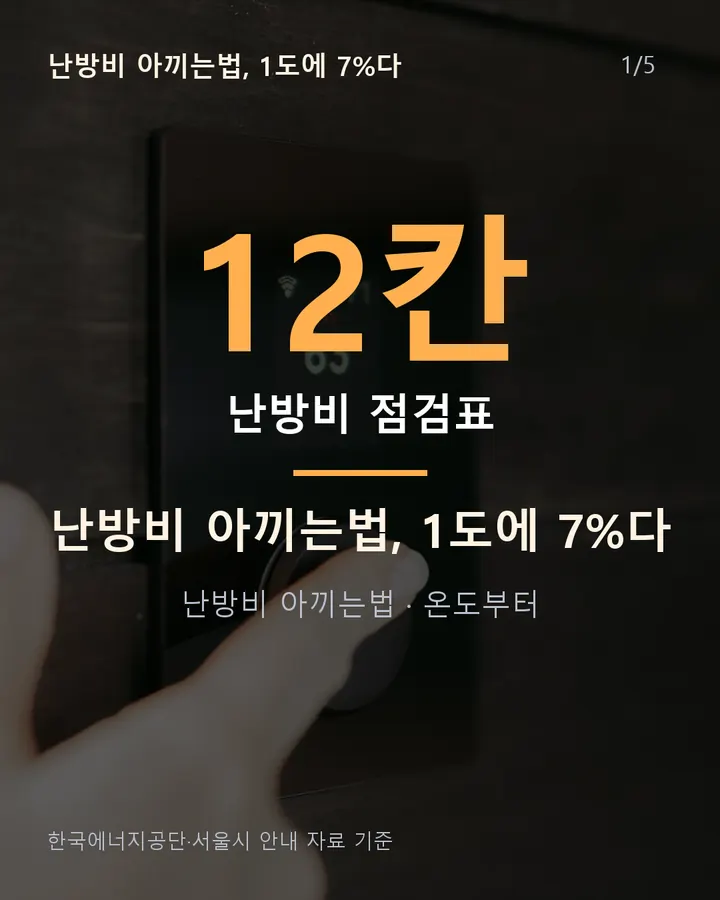 난방비 아끼는법, 1도에 7%다
1/5
12칸
난방비 점검표
난방비 아끼는법, 1도에 7%다
난방비 아끼는법 · 온도부터
한국에너지공단·서울시 안내 자료 기준